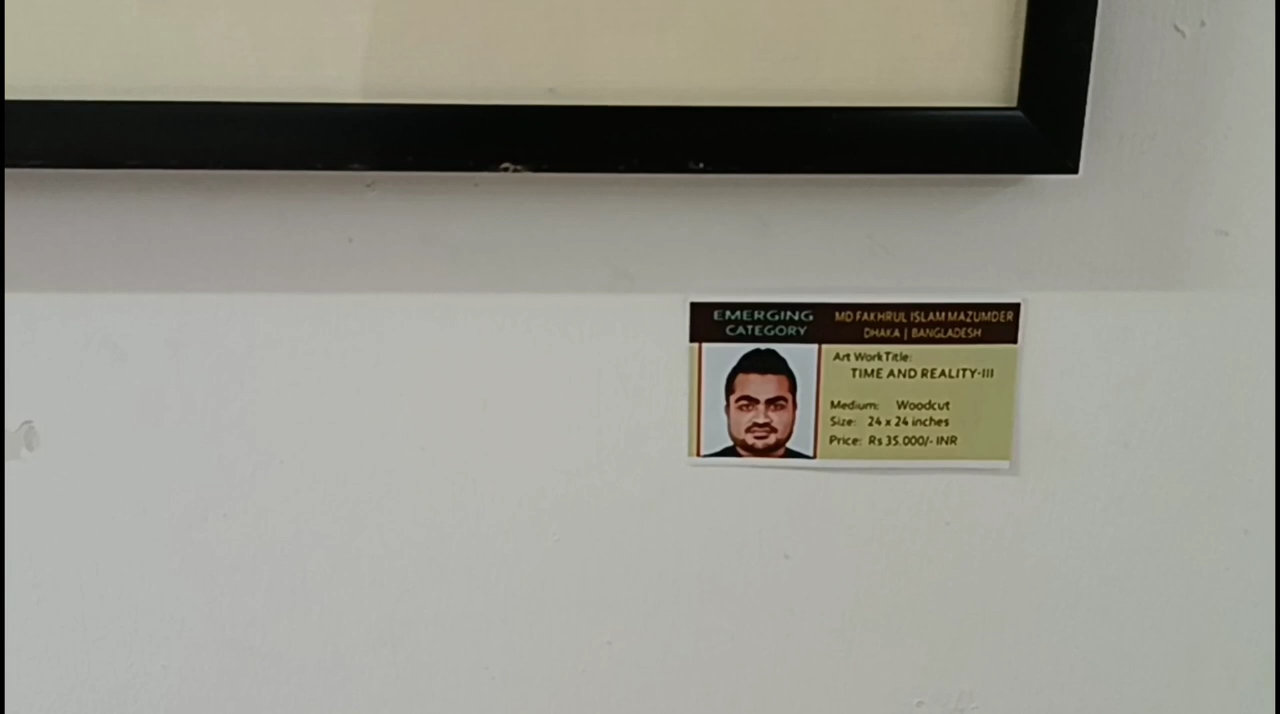 EMERGING CATEGORY
MD FAKHRUL ISLAM MAZUMDER
DHAKA | BANGLADESH
Art Work Title:
TIME AND REALITY-III
Medium: Woodcut
Size: 24 x 24 inches
Price: Rs 35.000/- INR